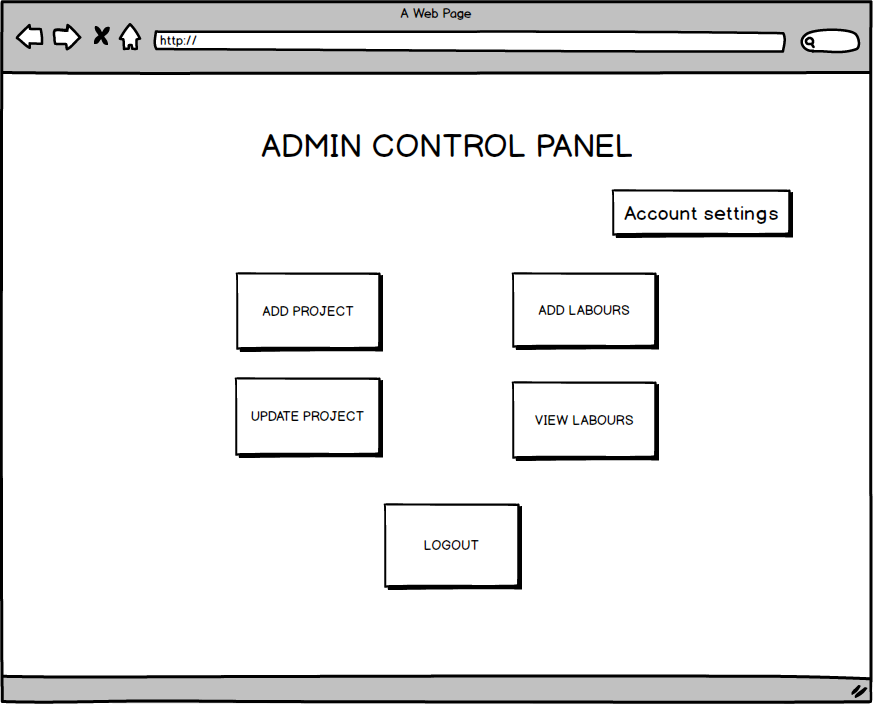 A Web Page
http://
ADMIN CONTROL PANEL
Account settings
ADD PROJECT
ADD LABOURS
UPDATE PROJECT
VIEW LABOURS
LOGOUT